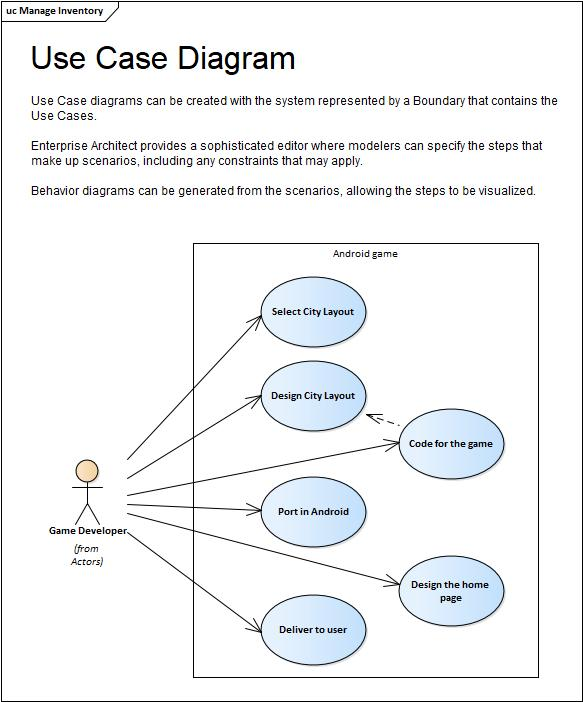 uc Manage Inventory
Use Case Diagram
Use Case diagrams can be created with the system represented by a Boundary that contains the
Use Cases.
Enterprise Architect provides a sophisticated editor where modelers can specify the steps that
make up scenarios, including any constraints that may apply.
Behavior diagrams can be generated from the scenarios, allowing the steps to be visualized.
Android game
Select City Layout
Design City Layout
Code for the game
Port in Android
Game Developer
(from
Actors)
Design the home
page
Deliver to user